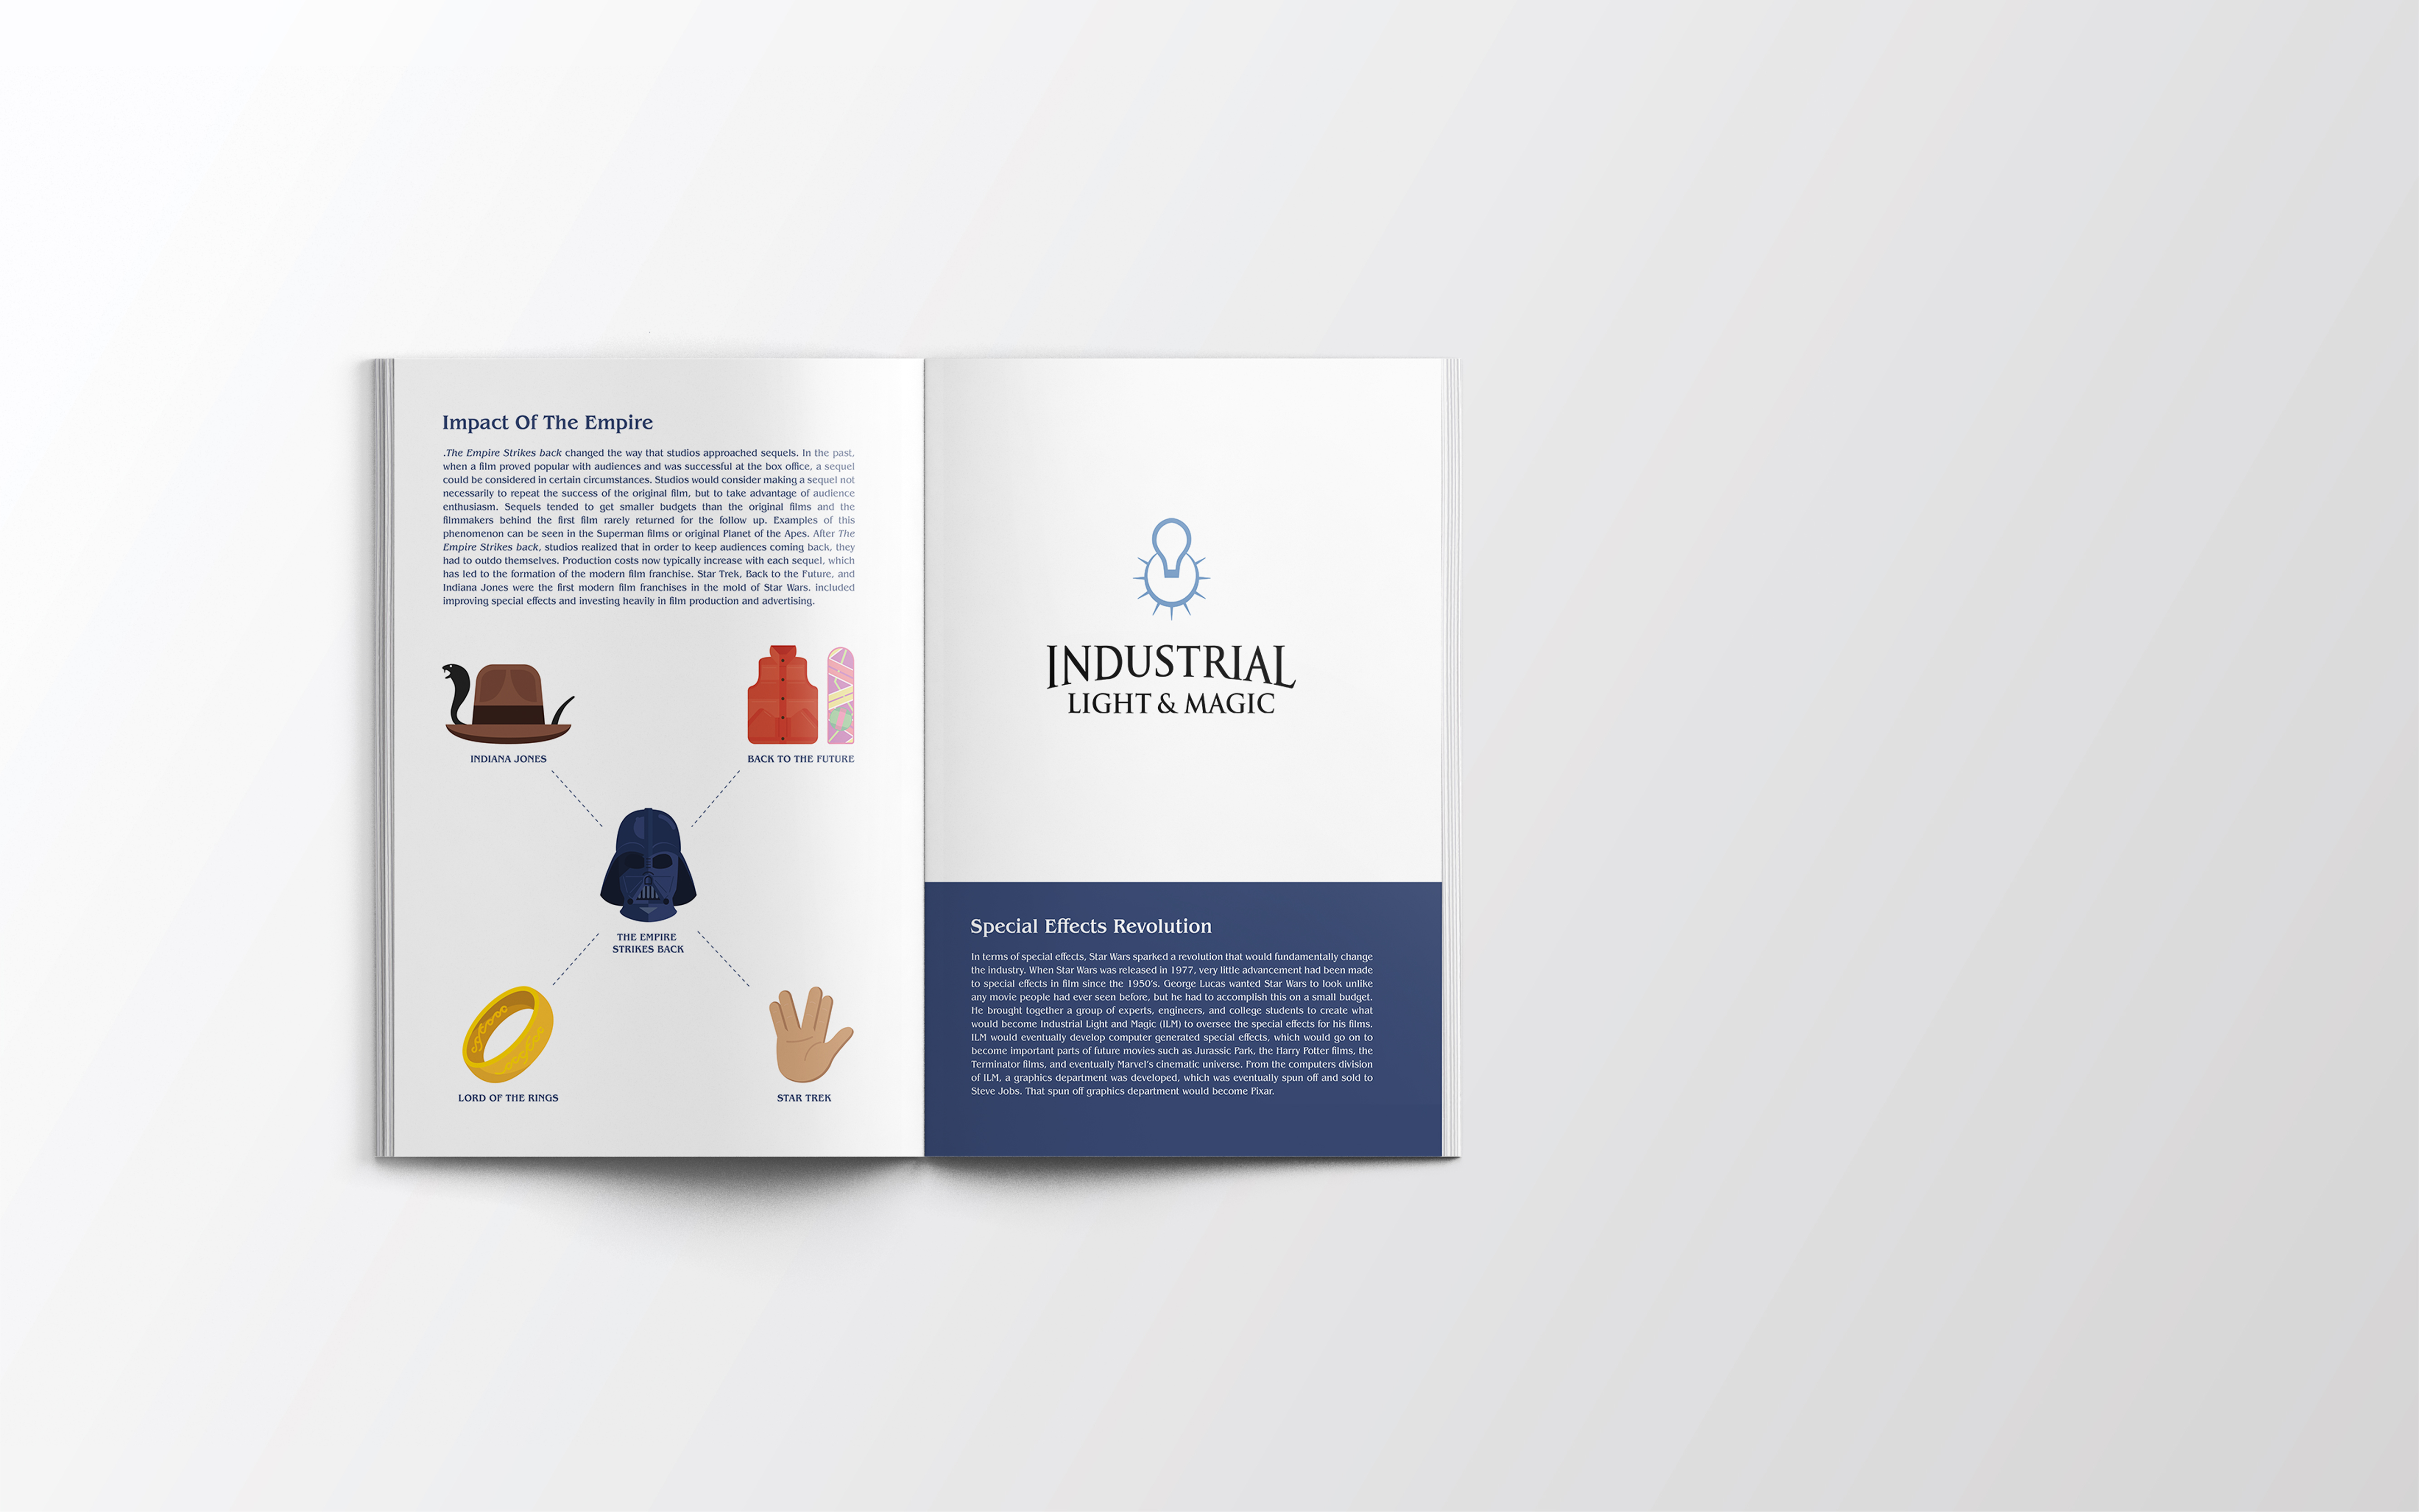 Impact Of The Empire
.The Empire Strikes back changed the way that studios approached sequels. In the past,
when a film proved popular with audiences and was successful at the box office, a sequel
could be considered in certain circumstances. Studios would consider making a sequel not
necessarily to repeat the success of the original film, but to take advantage of audience
enthusiasm. Sequels tended to get smaller budgets than the original films and the
filmmakers behind the first film rarely returned for the follow up. Examples of this
phenomenon can be seen in the Superman films or original Planet of the Apes. After The
Empire Strikes back, studios realized that in order to keep audiences coming back, they
had to outdo themselves. Production costs now typically increase with each sequel, which
has led to the formation of the modern film franchise. Star Trek, Back to the Future, and
Indiana Jones were the first modern film franchises in the mold of Star Wars. included
improving special effects and investing heavily in film production and advertising.
INDIANA JONES
BACK TO THE FUTURE
THE EMPIRE
STRIKES BACK
LORD OF THE RINGS
STAR TREK
INDUSTRIAL
LIGHT & MAGIC
Special Effects Revolution
In terms of special effects, Star Wars sparked a revolution that would fundamentally change
the industry. When Star Wars was released in 1977, very little advancement had been made
to special effects in film since the 1950's. George Lucas wanted Star Wars to look unlike
any movie people had ever seen before, but he had to accomplish this on a small budget.
He brought together a group of experts, engineers, and college students to create what
would become Industrial Light and Magic (ILM) to oversee the special effects for his films.
ILM would eventually develop computer generated special effects, which would go on to
become important parts of future movies such as Jurassic Park, the Harry Potter films, the
Terminator films, and eventually Marvel's cinematic universe. From the computers division
of ILM, a graphics department was developed, which was eventually spun off and sold to
Steve Jobs. That spun off graphics department would become Pixar.